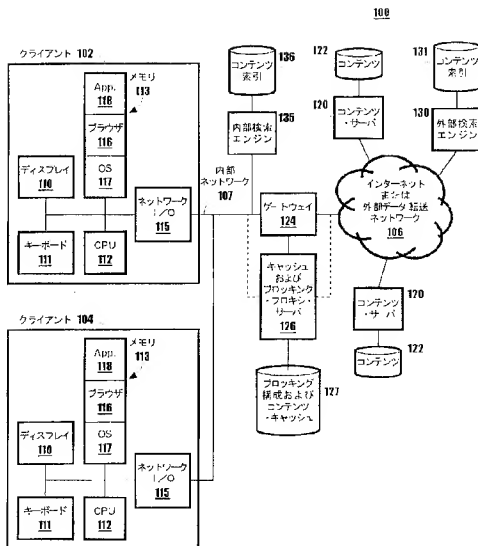 100
クライアント 102
App.
118
メモリ
113
ブラウザ
116
OS
117
ディスプレイ
110
キーボード
111
CPU
112
ネットワーク
I/O
115
内部
ネットワーク
107
コンテンツ
索引
136
内部検索
エンジン
135
122
コンテンツ
120
コンテンツ
・サーバ
131
コンテンツ
索引
130
外部検索
エンジン
ゲートウェイ
124
インターネット
または
外部データ転送
ネットワーク
106
キャッシュ
および
ブロッキング
・プロキシ・
サーバ
126
ブロッキング
構成および
コンテンツ
・キャッシュ
127
120
コンテンツ
・サーバ
122
コンテンツ
クライアント 104
App.
118
メモリ
113
ブラウザ
116
OS
117
ディスプレイ
110
キーボード
111
CPU
112
ネットワーク
I/O
115